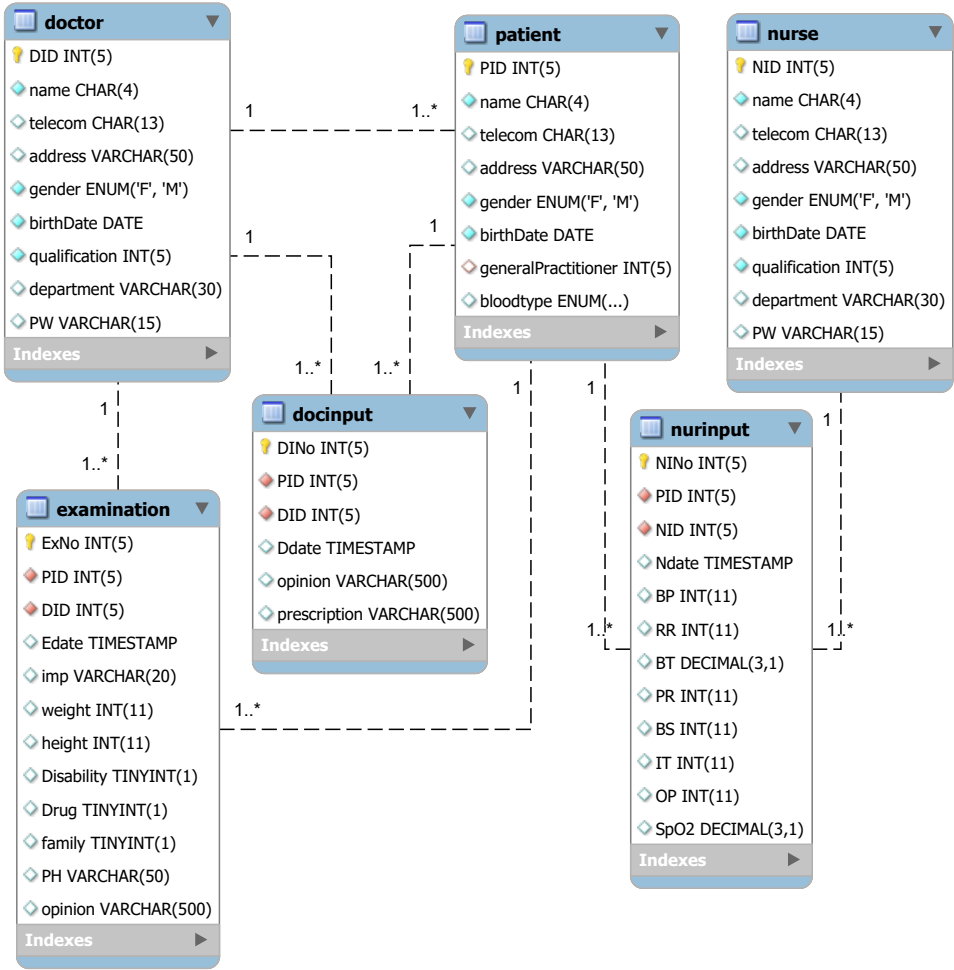 doctor
DID INT(5)
name CHAR(4)
telecom CHAR(13)
address VARCHAR(50)
gender ENUM('F', 'M')
birthDate DATE
qualification INT(5)
department VARCHAR(30)
PW VARCHAR(15)
Indexes
patient
PID INT(5)
name CHAR(4)
telecom CHAR(13)
address VARCHAR(50)
gender ENUM('F', 'M')
birthDate DATE
generalPractitioner INT(5)
bloodtype ENUM(...)
Indexes
nurse
NID INT(5)
name CHAR(4)
telecom CHAR(13)
address VARCHAR(50)
gender ENUM('F', 'M')
birthDate DATE
qualification INT(5)
department VARCHAR(30)
PW VARCHAR(15)
Indexes
1
1..*
1
1
1..*
1..*
1
1..*
1
1..*
1
1..*
1
1..*
docinput
DINo INT(5)
PID INT(5)
DID INT(5)
Ddate TIMESTAMP
opinion VARCHAR(500)
prescription VARCHAR(500)
Indexes
nurinput
NINo INT(5)
PID INT(5)
NID INT(5)
Ndate TIMESTAMP
BP INT(11)
RR INT(11)
BT DECIMAL(3,1)
PR INT(11)
BS INT(11)
IT INT(11)
OP INT(11)
SpO2 DECIMAL(3,1)
Indexes
examination
ExNo INT(5)
PID INT(5)
DID INT(5)
Edate TIMESTAMP
imp VARCHAR(20)
weight INT(11)
height INT(11)
Disability TINYINT(1)
Drug TINYINT(1)
family TINYINT(1)
PH VARCHAR(50)
opinion VARCHAR(500)
Indexes